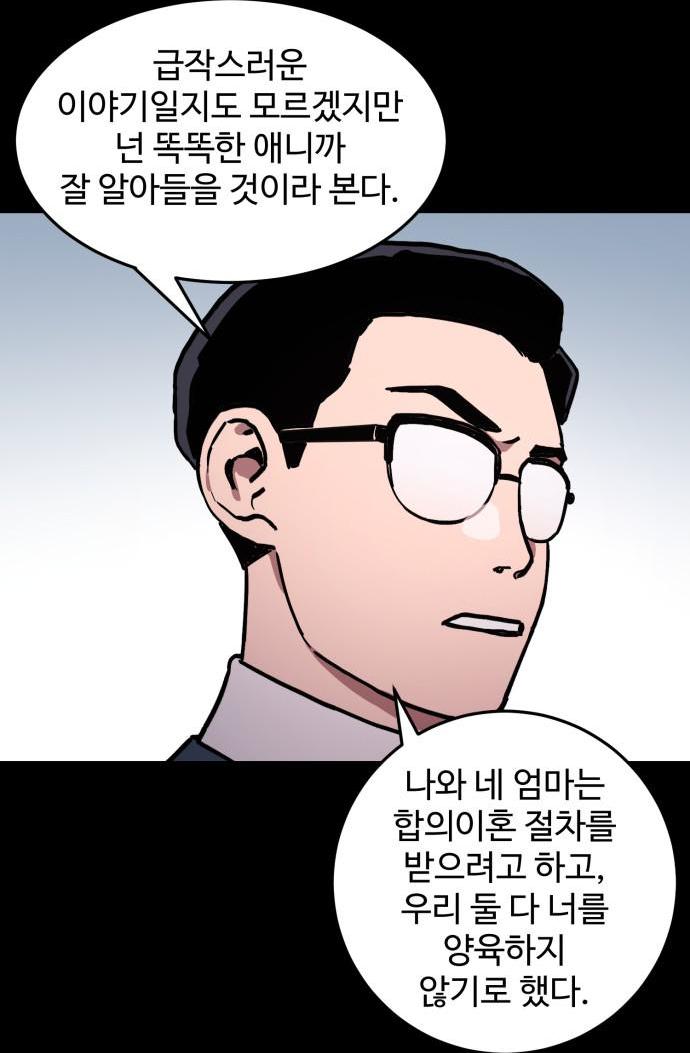 급작스러운
이야기일지도 모르겠지만
넌 똑똑한 애니까
잘 알아들을 것이라 본다.
나와 네 엄마는
합의이혼 절차를
받으려고 하고,
우리 둘 다 너를
양육하지
않기로 했다.